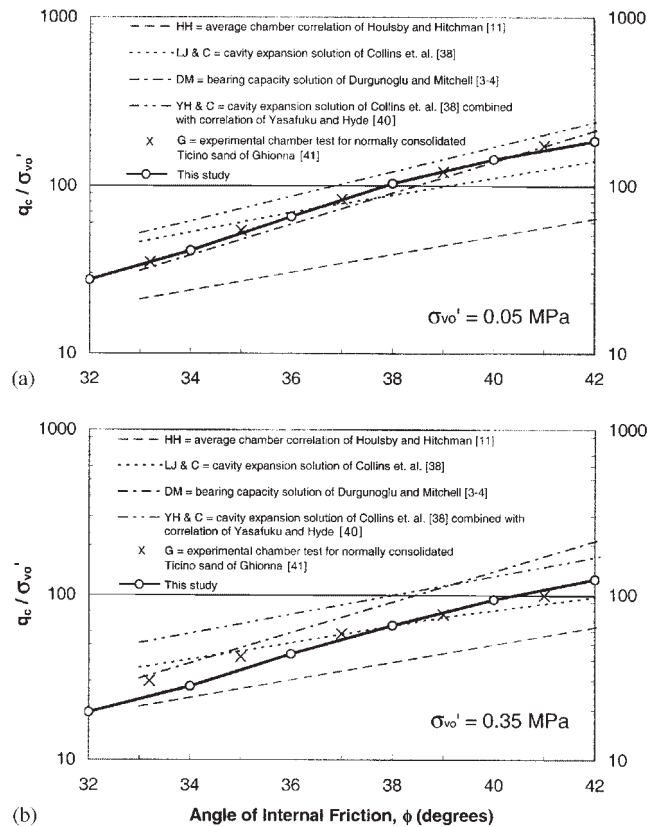 1000
1000
HH = average chamber correlation of Houlsby and Hitchman [11]
LJ & C = cavity expansion solution of Collins et. al. [38]
DM = bearing capacity solution of Durgunoglu and Mitchell [3-4]
YH & C = cavity expansion solution of Collins et. al. [38] combined
with correlation of Yasafuku and Hyde [40]
G = experimental chamber test for normally consolidated
Ticino sand of Ghionna [41]
This study
qc / σvo'
100
100
σvo' = 0.05 MPa
10
10
(a)
32 34 36 38 40 42
1000
1000
HH = average chamber correlation of Houlsby and Hitchman [11]
LJ & C = cavity expansion solution of Collins et. al. [38]
DM = bearing capacity solution of Durgunoglu and Mitchell [3-4]
YH & C = cavity expansion solution of Collins et. al. [38] combined with
correlation of Yasafuku and Hyde [40]
G = experimental chamber test for normally consolidated
Ticino sand of Ghionna [41]
This study
qc / σvo'
100
100
σvo' = 0.35 MPa
10
10
32 34 36 38 40 42
(b)
Angle of Internal Friction, ϕ (degrees)